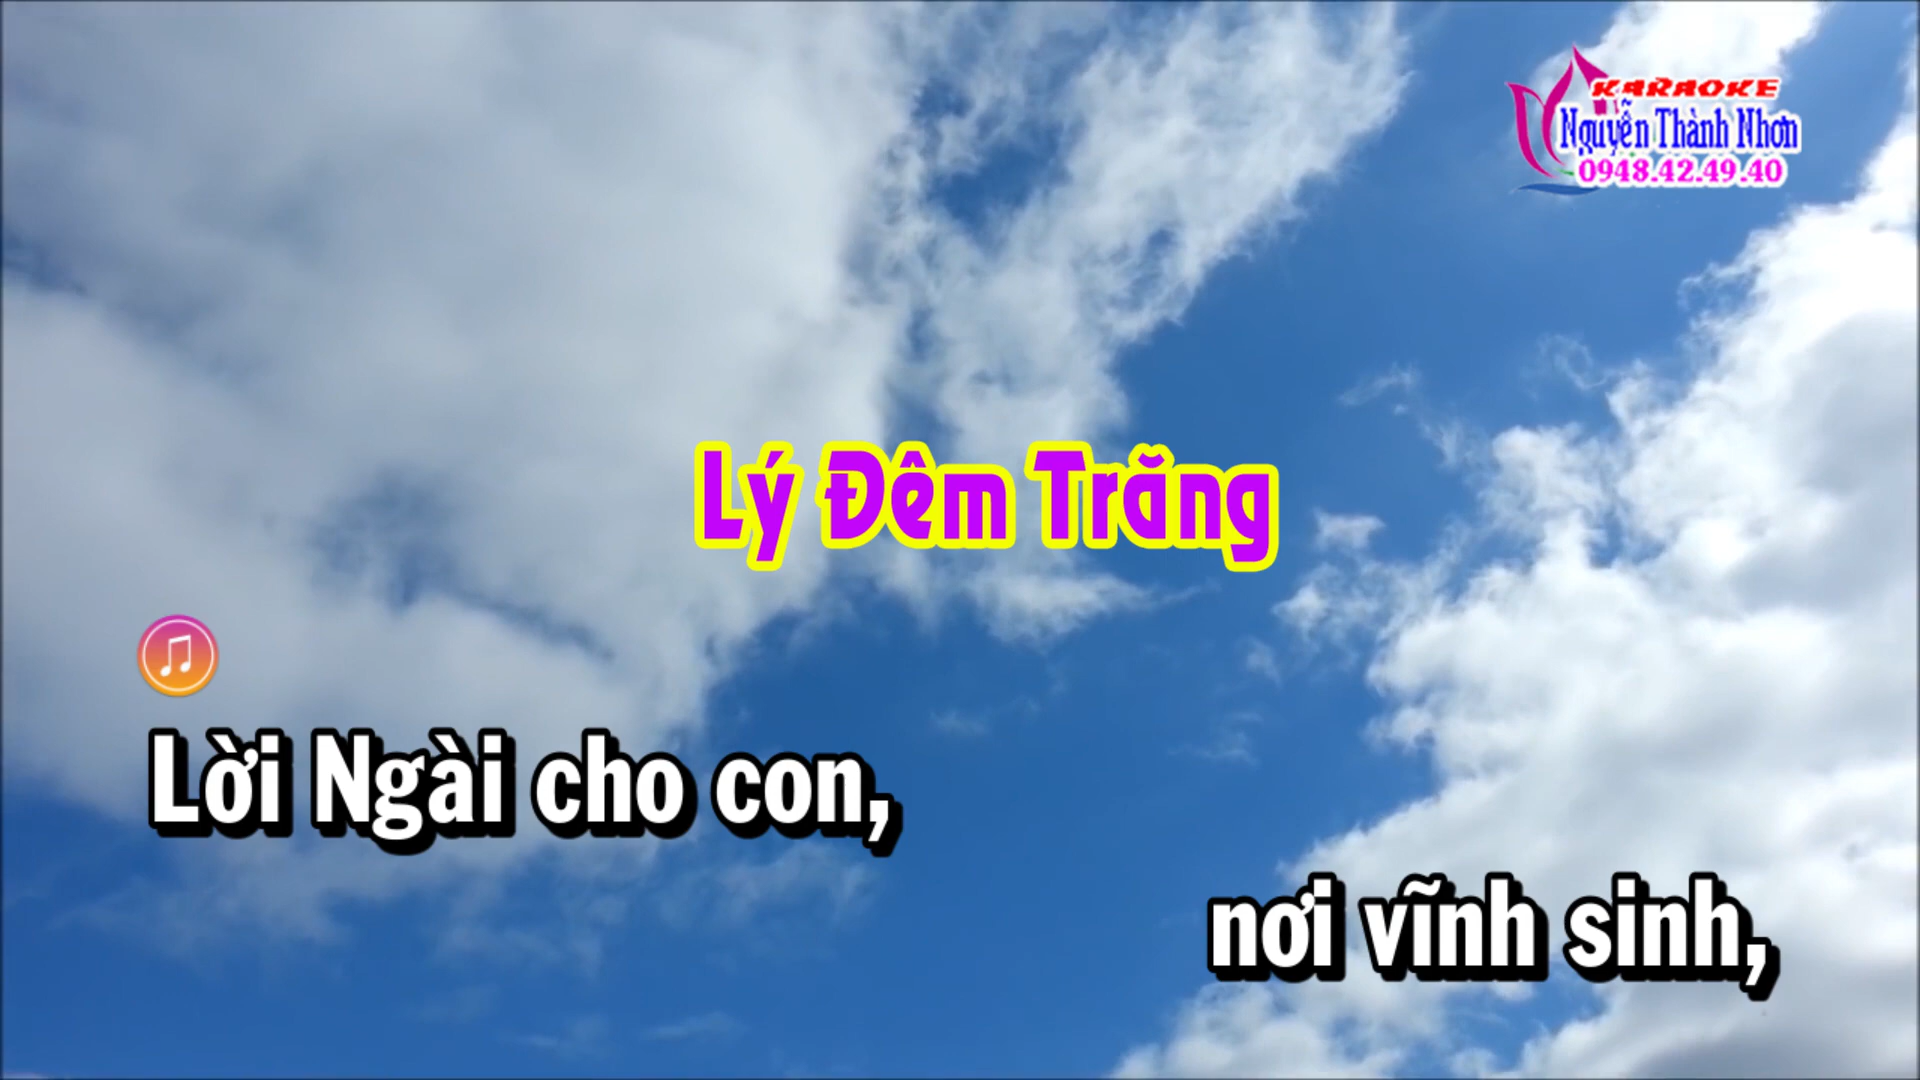 KARAOKE
Nguyễn Thành Nhơn
0948.42.49.40
Lý Đêm Trăng
Lời Ngài cho con,
nơi vĩnh sinh,